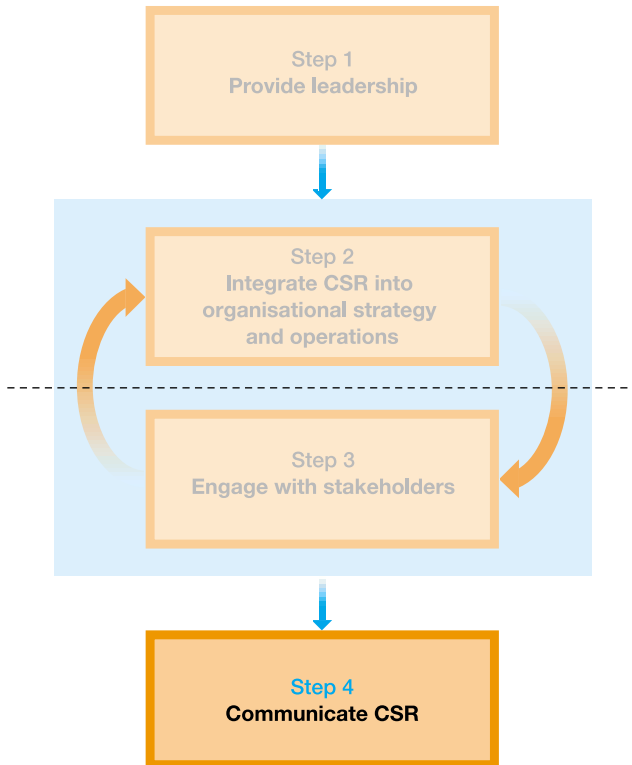 Step 1
Provide leadership
Step 2
Integrate CSR into
organisational strategy
and operations
Step 3
Engage with stakeholders
Step 4
Communicate CSR